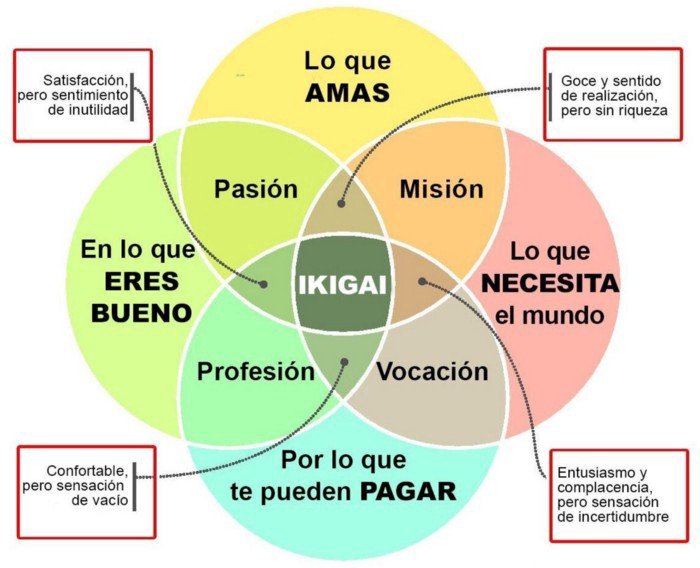 Lo que
AMAS
Satisfacción,
pero sentimiento
de inutilidad
Goce y sentido
de realización,
pero sin riqueza
Pasión
Misión
En lo que
ERES
BUENO
IKIGAI
Lo que
NECESITA
el mundo
Profesión
Vocación
Por lo que
te pueden PAGAR
Confortable,
pero sensación
de vacío
Entusiasmo y
complacencia,
pero sensación
de incertidumbre